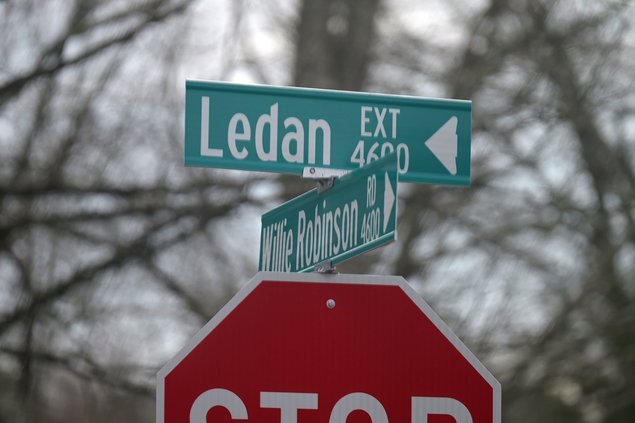 Ledan EXT
4600
Willie Robinson RD
4600
STOP